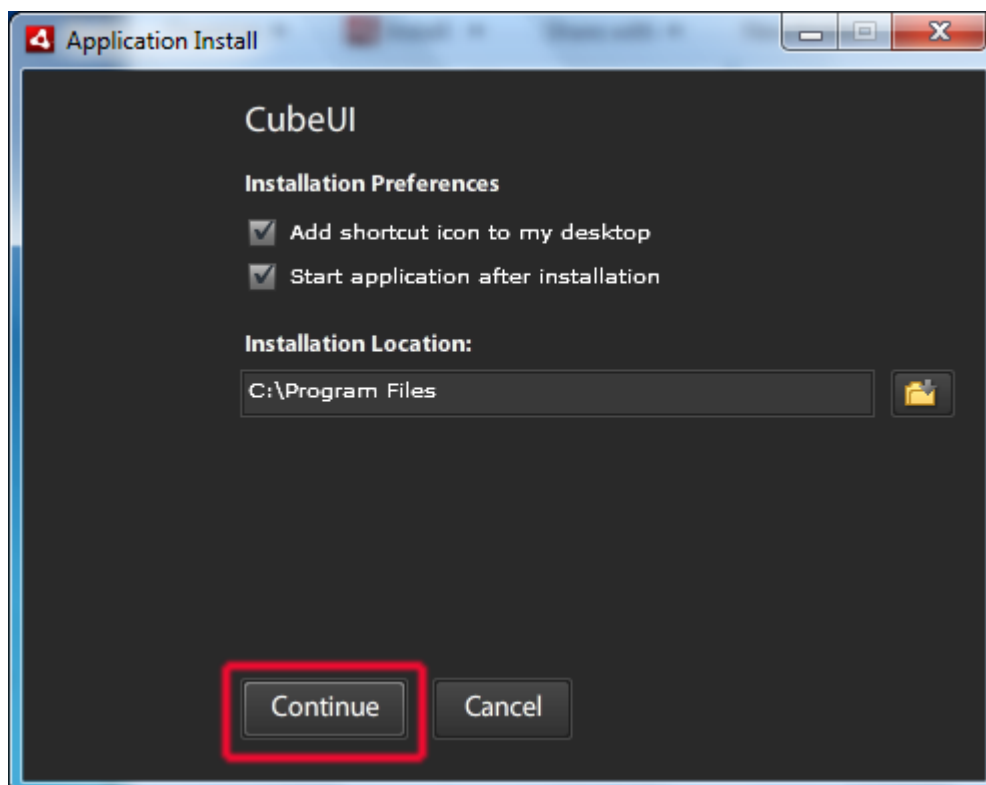 Application Install
CubeUI
Installation Preferences
Add shortcut icon to my desktop
Start application after installation
Installation Location:
C:\Program Files
Continue
Cancel